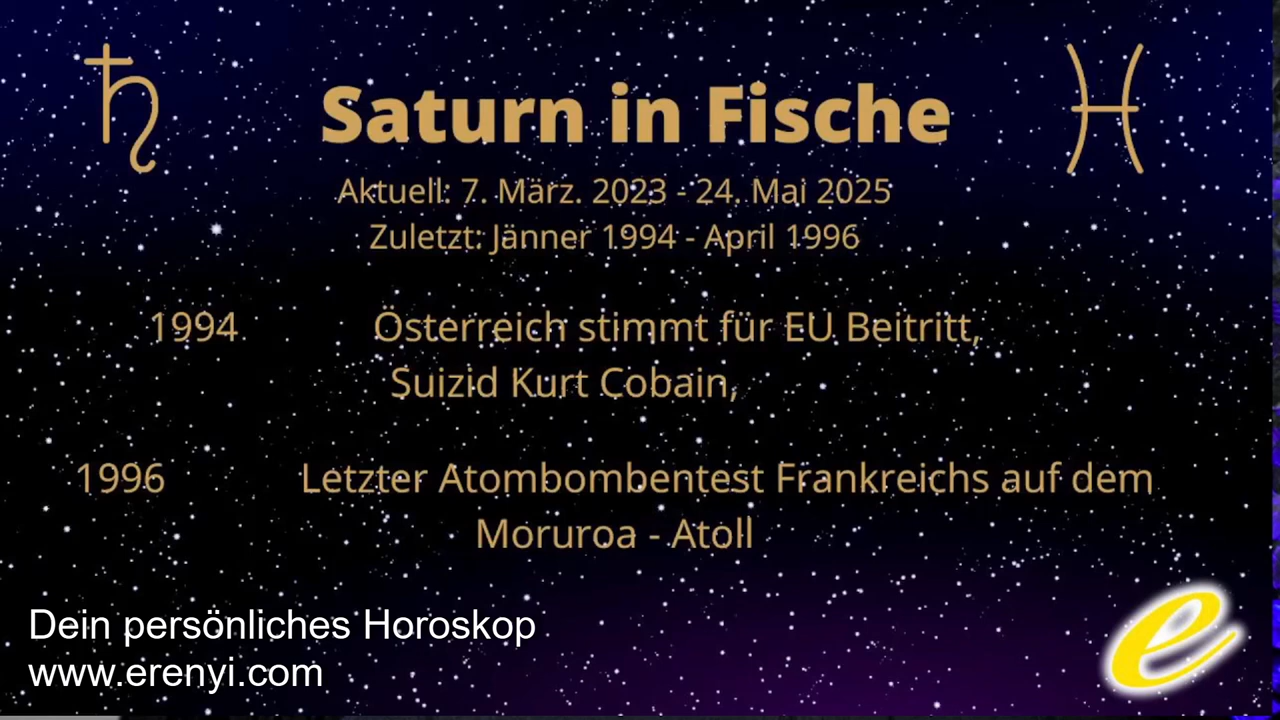 Saturn in Fische
Aktuell: 7. März. 2023 - 24. Mai 2025
Zuletzt: Jänner 1994 - April 1996
1994 Österreich stimmt für EU Beitritt,
Suizid Kurt Cobain,
1996 Letzter Atombombentest Frankreichs auf dem
Moruroa - Atoll
Dein persönliches Horoskop
www.erenyi.com
e